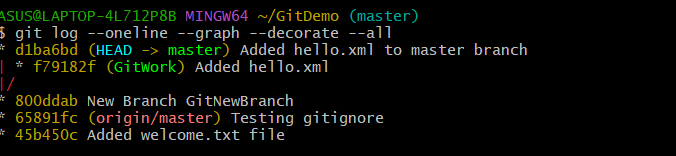 ASUS@LAPTOP-4L712P8B MINGW64 ~/GitDemo (master)
$ git log --oneline --graph --decorate --all
* d1ba6bd (HEAD -> master) Added hello.xml to master branch
| * f79182f (GitWork) Added hello.xml
|/
* 800ddab New Branch GitNewBranch
* 65891fc (origin/master) Testing gitignore
* 45b450c Added welcome.txt file